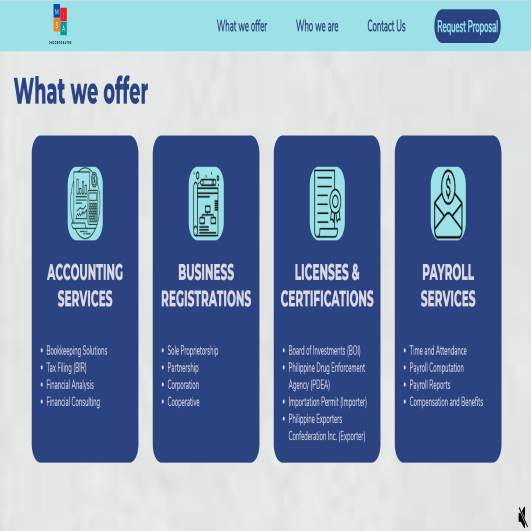 What we offer
Who we are
Contact Us
Request Proposal
INCORPORATED
What we offer
ACCOUNTING
SERVICES
• Bookkeeping Solutions
• Tax Filing (BIR)
• Financial Analysis
• Financial Consulting
BUSINESS
REGISTRATIONS
• Sole Proprietorship
• Partnership
• Corporation
• Cooperative
LICENSES &
CERTIFICATIONS
• Board of Investments (BOI)
• Philippine Drug Enforcement
Agency (PDEA)
• Importation Permit (Importer)
• Philippine Exporters
Confederation Inc. (Exporter)
PAYROLL
SERVICES
• Time and Attendance
• Payroll Computation
• Payroll Reports
• Compensation and Benefits